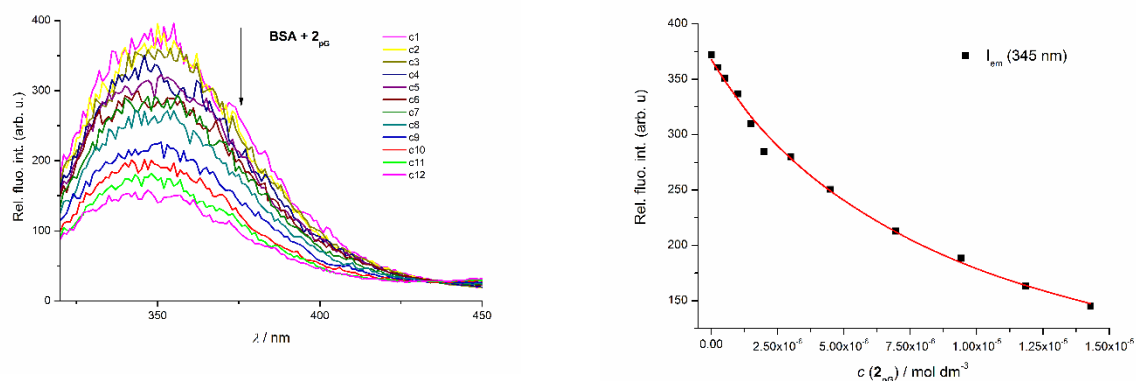 400
300
200
100
0
350
400
450
Rel. fluo. int. (arb. u.)
λ / nm
BSA + 2pG
c1
c2
c3
c4
c5
c6
c7
c8
c9
c10
c11
c12
400
350
300
250
200
150
0.00
2.50x10⁻⁶
5.00x10⁻⁶
7.50x10⁻⁶
1.00x10⁻⁵
1.25x10⁻⁵
1.50x10⁻⁵
Rel. fluo. int. (arb. u)
c (2pG) / mol dm⁻³
Iem (345 nm)